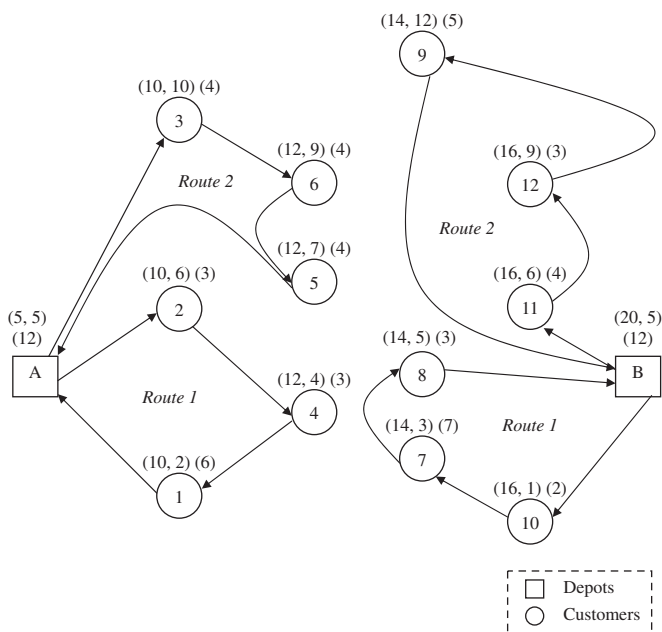 (14, 12) (5)
9
(10, 10) (4)
3
(12, 9) (4)
6
(16, 9) (3)
12
Route 2
Route 2
(12, 7) (4)
5
(10, 6) (3)
2
(16, 6) (4)
11
(5, 5)
(12)
A
(20, 5)
(12)
B
(14, 5) (3)
8
(12, 4) (3)
4
Route 1
Route 1
(14, 3) (7)
7
(10, 2) (6)
1
(16, 1) (2)
10
Depots
Customers